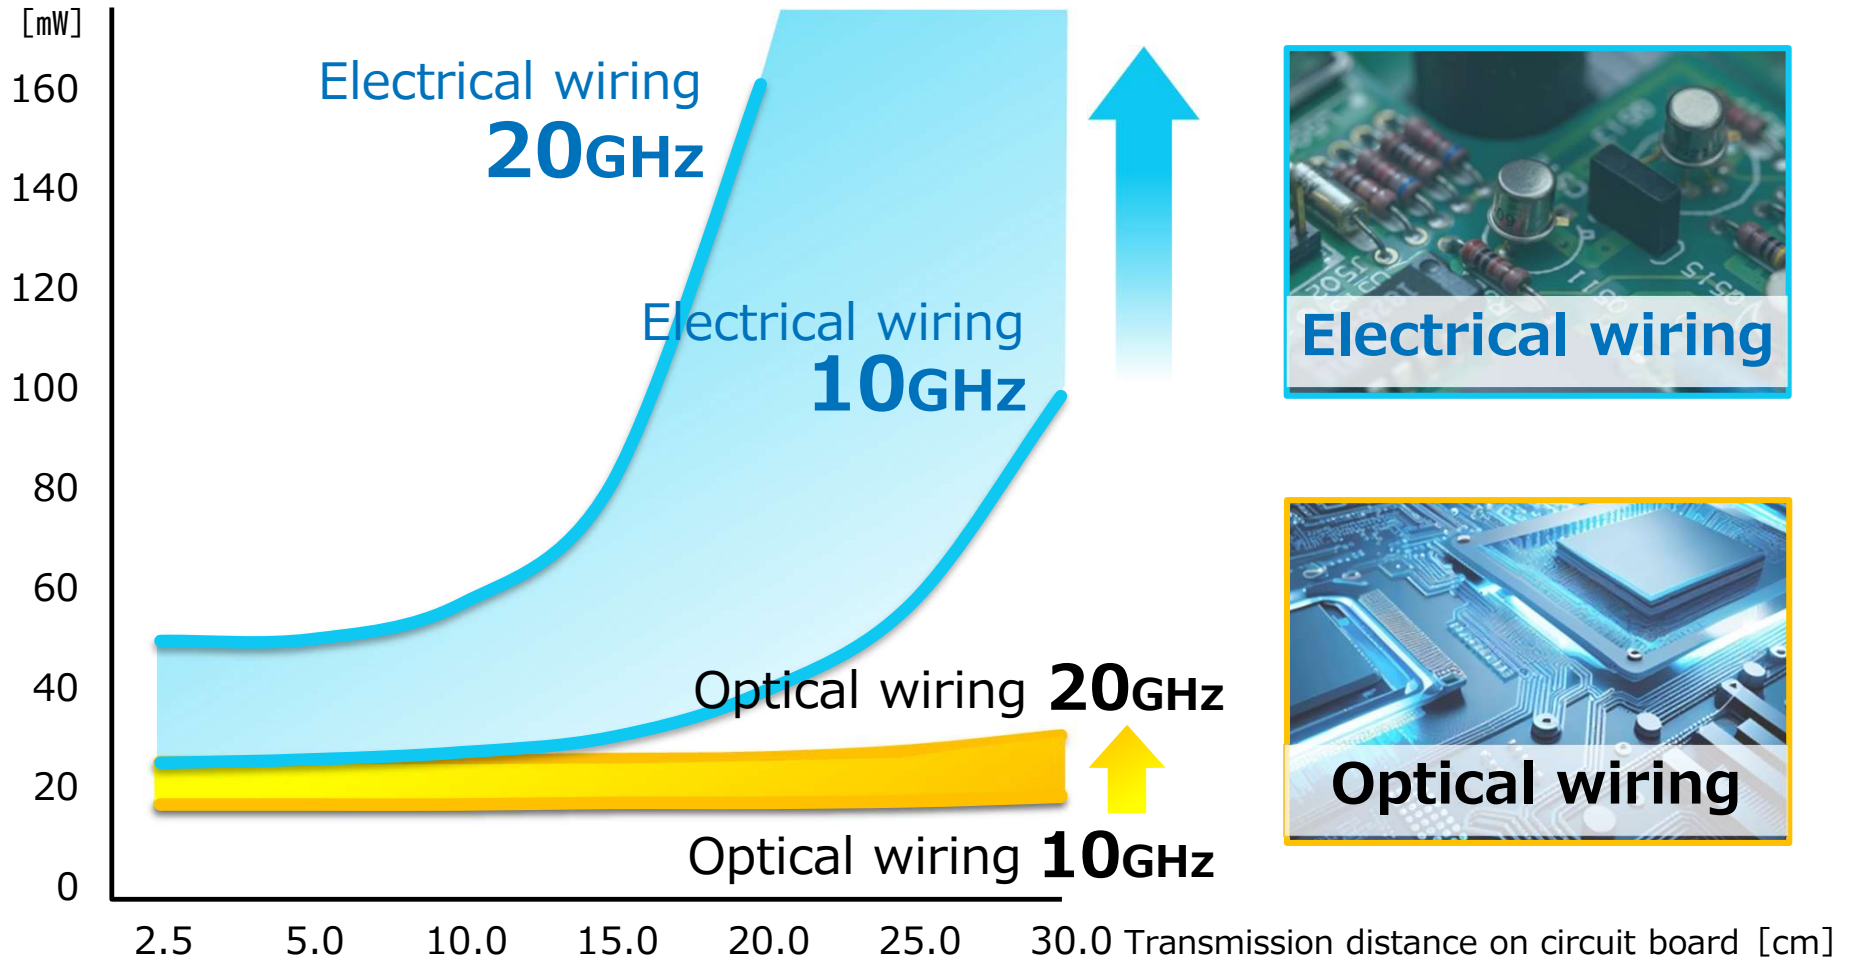 [mW]
160
140
120
100
80
60
40
20
0
Electrical wiring
20GHz
Electrical wiring
10GHz
Optical wiring 20GHz
Optical wiring 10GHz
2.5 5.0 10.0 15.0 20.0 25.0 30.0 Transmission distance on circuit board [cm]
Electrical wiring
Optical wiring